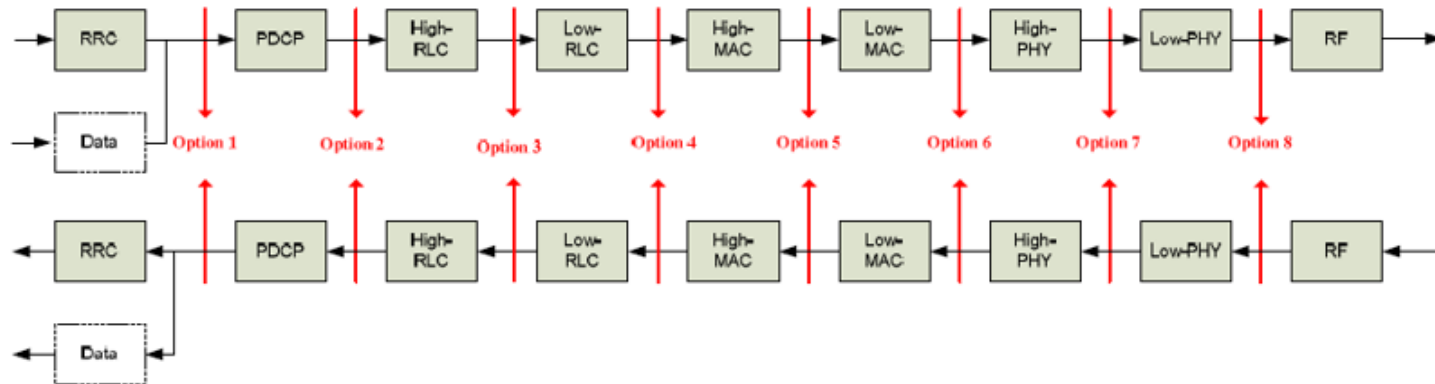 RRC
PDCP
High-
RLC
Low-
RLC
High-
MAC
Low-
MAC
High-
PHY
Low-PHY
RF
Data
Option 1
Option 2
Option 3
Option 4
Option 5
Option 6
Option 7
Option 8
RRC
PDCP
High-
RLC
Low-
RLC
High-
MAC
Low-
MAC
High-
PHY
Low-PHY
RF
Data